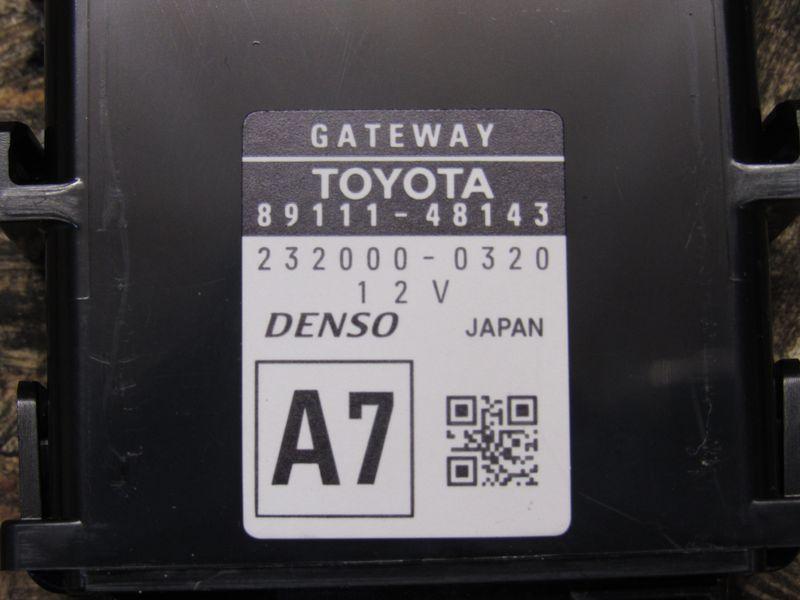 GATEWAY
TOYOTA
89111-48143
232000-0320
12V
DENSO JAPAN
A7